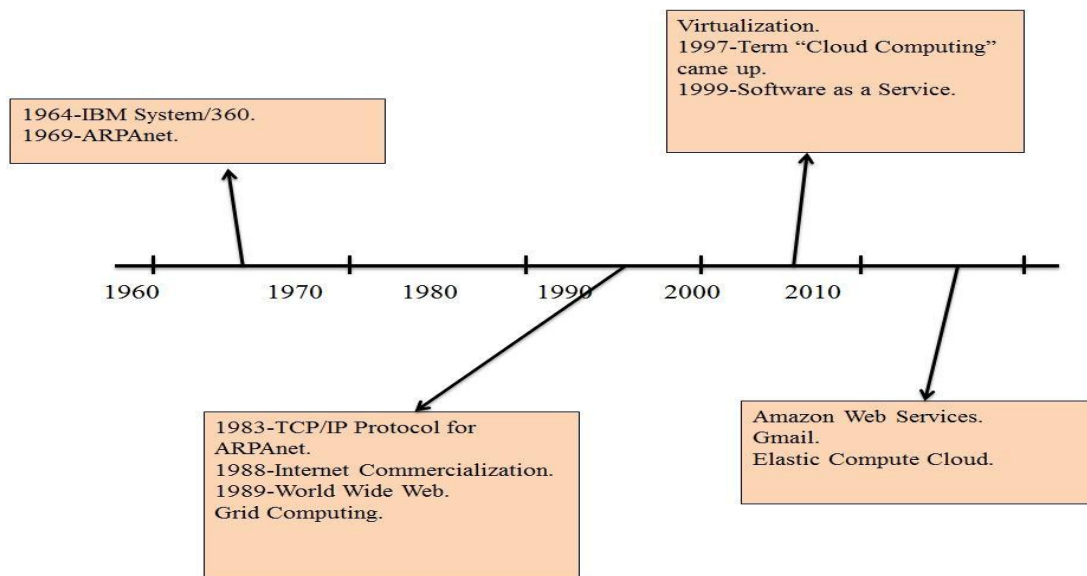 Virtualization.
1997-Term “Cloud Computing”
came up.
1999-Software as a Service.
1964-IBM System/360.
1969-ARPAnet.
1960
1970
1980
1990
2000
2010
1983-TCP/IP Protocol for
ARPAnet.
1988-Internet Commercialization.
1989-World Wide Web.
Grid Computing.
Amazon Web Services.
Gmail.
Elastic Compute Cloud.